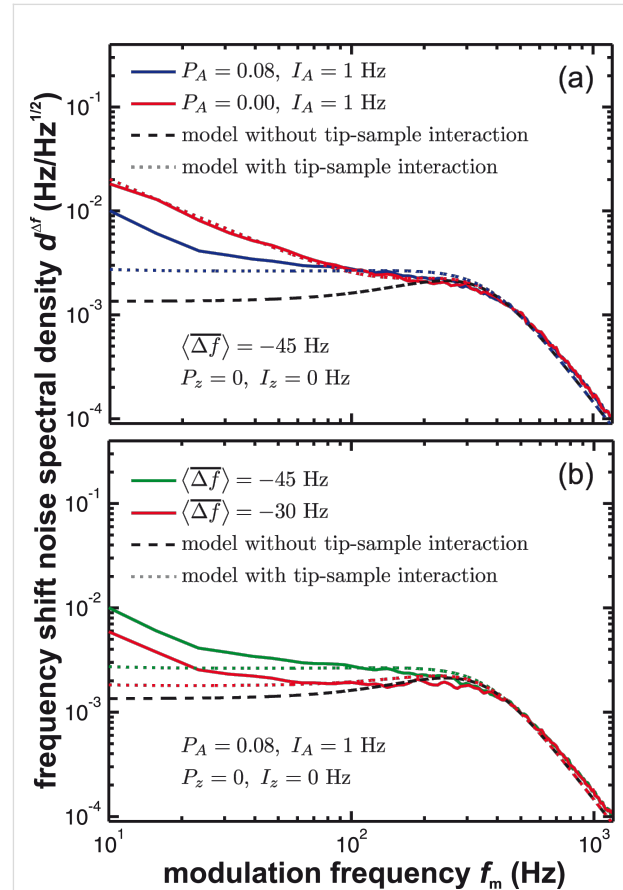 frequency shift noise spectral density d^Δf (Hz/Hz^1/2)
(a)
P_A = 0.08, I_A = 1 Hz
P_A = 0.00, I_A = 1 Hz
model without tip-sample interaction
model with tip-sample interaction
10^-1
10^-2
10^-3
10^-4
⟨Δf̅⟩ = −45 Hz
P_z = 0, I_z = 0 Hz
(b)
⟨Δf̅⟩ = −45 Hz
⟨Δf̅⟩ = −30 Hz
model without tip-sample interaction
model with tip-sample interaction
10^-1
10^-2
10^-3
10^-4
P_A = 0.08, I_A = 1 Hz
P_z = 0, I_z = 0 Hz
10^1 10^2 10^3
modulation frequency f_m (Hz)